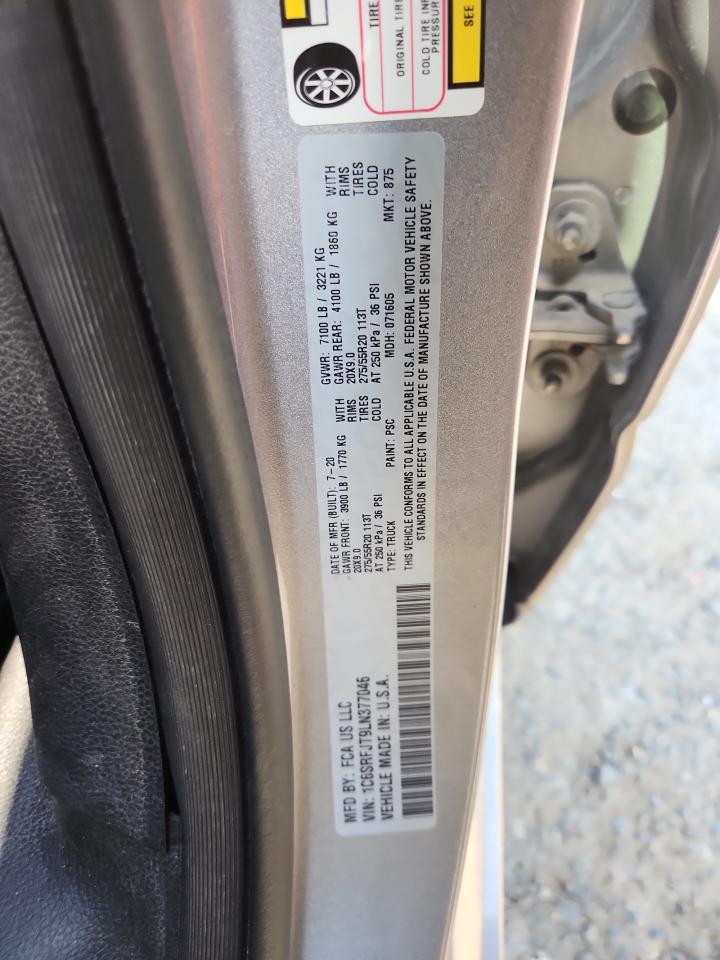 TIRE
ORIGINAL TIRE
COLD TIRE INF
PRESSURE
SEE
MFD BY: FCA US LLC
VIN: 1C6SRFJT9LN377046
VEHICLE MADE IN: U.S.A.
DATE OF MFR (BUILT): 7-20 GVWR: 7100 LB / 3221 KG
GAWR FRONT: 3900 LB / 1770 KG WITH GAWR REAR: 4100 LB / 1860 KG WITH
20X9.0 RIMS 20X9.0 RIMS
275/55R20 113T TIRES 275/55R20 113T TIRES
AT 250 kPa / 36 PSI COLD AT 250 kPa / 36 PSI COLD
TYPE: TRUCK PAINT: PSC MDH: 071605 MKT: 875
THIS VEHICLE CONFORMS TO ALL APPLICABLE U.S.A. FEDERAL MOTOR VEHICLE SAFETY
STANDARDS IN EFFECT ON THE DATE OF MANUFACTURE SHOWN ABOVE.